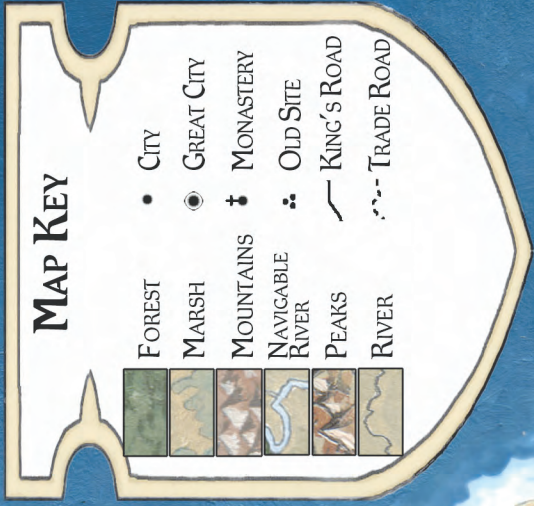 MAP KEY
FOREST
MARSH
MOUNTAINS
NAVIGABLE
RIVER
PEAKS
RIVER
CITY
GREAT CITY
MONASTERY
OLD SITE
KING'S ROAD
TRADE ROAD